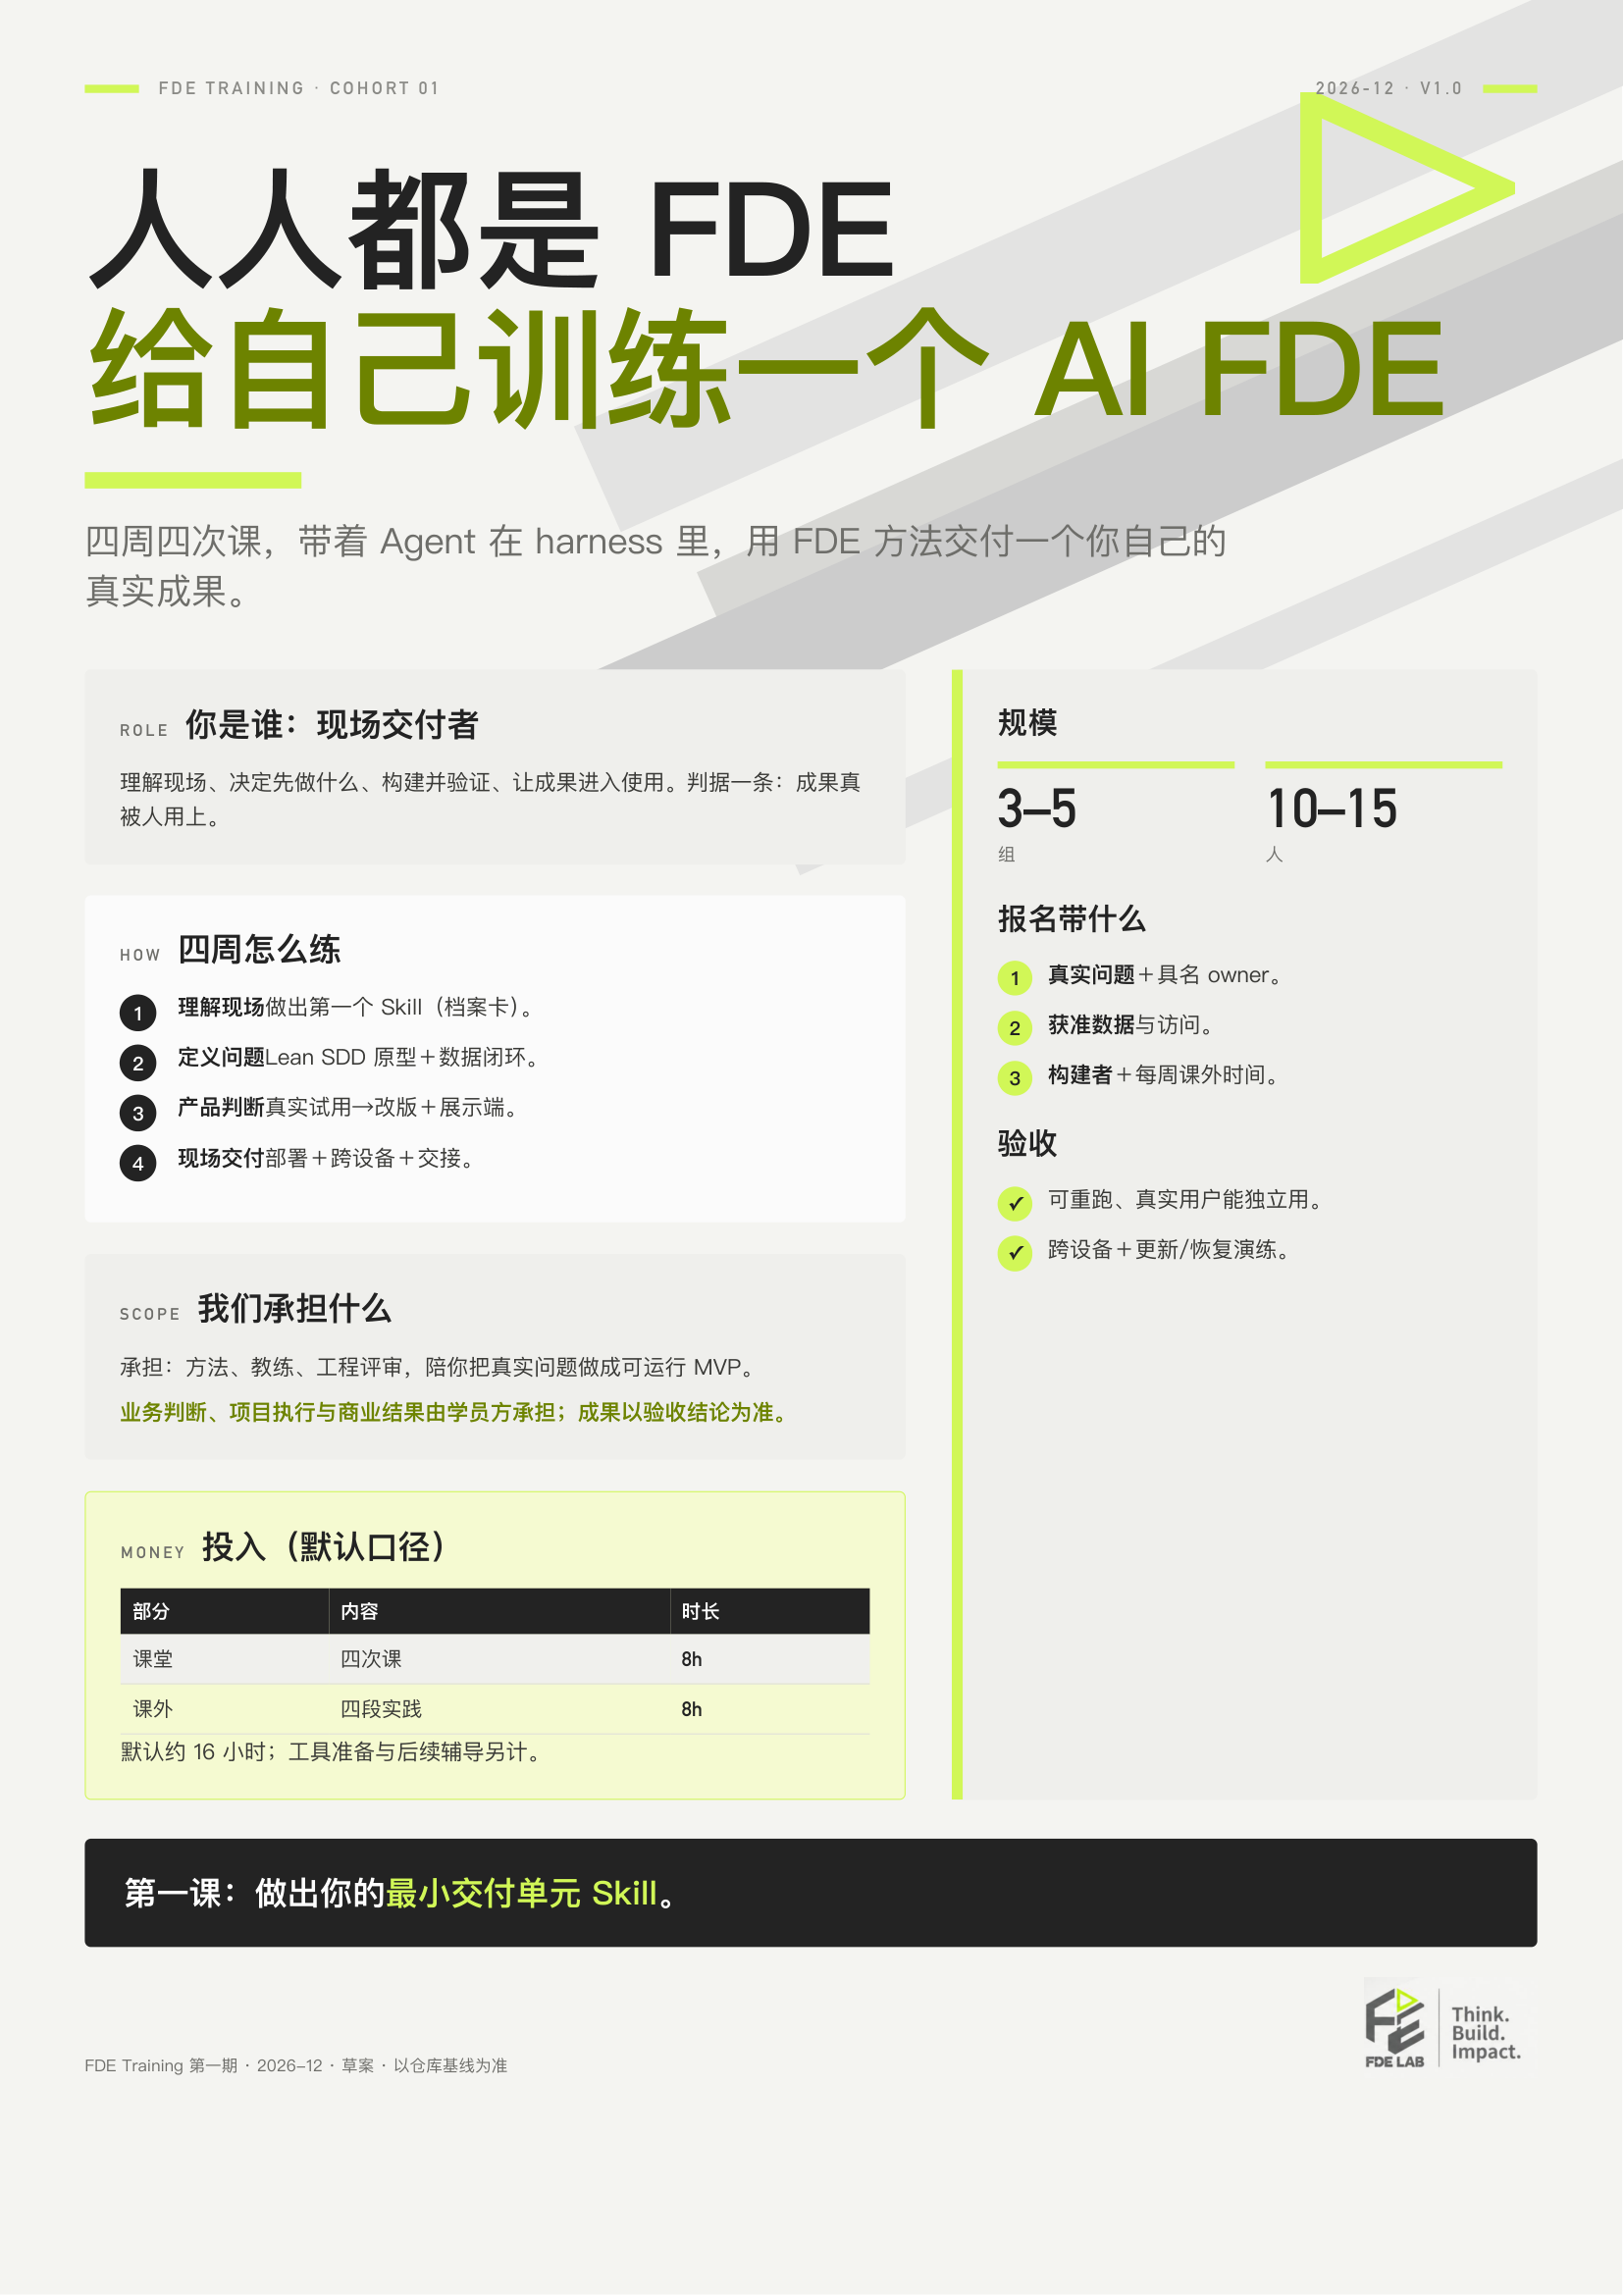 FDE TRAINING · COHORT 01
2026-12 · V1.0
人人都是 FDE
给自己训练一个 AI FDE
四周四次课，带着 Agent 在 harness 里，用 FDE 方法交付一个你自己的
真实成果。
ROLE 你是谁：现场交付者
理解现场、决定先做什么、构建并验证、让成果进入使用。判据一条：成果真
被人用上。
HOW 四周怎么练
1 理解现场做出第一个 Skill（档案卡）。
2 定义问题Lean SDD 原型＋数据闭环。
3 产品判断真实试用→改版＋展示端。
4 现场交付部署＋跨设备＋交接。
SCOPE 我们承担什么
承担：方法、教练、工程评审，陪你把真实问题做成可运行 MVP。
业务判断、项目执行与商业结果由学员方承担；成果以验收结论为准。
MONEY 投入（默认口径）
部分 内容 时长
课堂 四次课 8h
课外 四段实践 8h
默认约 16 小时；工具准备与后续辅导另计。
规模
3–5 10–15
组 人
报名带什么
1 真实问题＋具名 owner。
2 获准数据与访问。
3 构建者＋每周课外时间。
验收
✓ 可重跑、真实用户能独立用。
✓ 跨设备＋更新/恢复演练。
第一课：做出你的最小交付单元 Skill。
FDE Training 第一期 · 2026-12 · 草案 · 以仓库基线为准
FDE LAB
Think.
Build.
Impact.